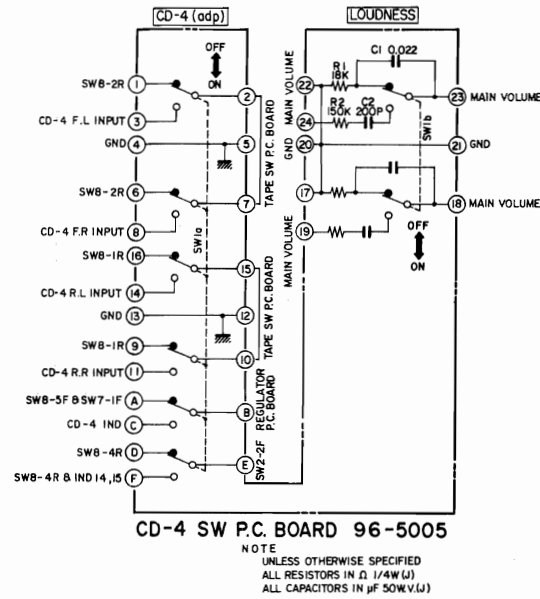 CD-4 (adp)
LOUDNESS
OFF
ON
C1 0.022
R1
18K
SW8-2R 1
2
22
23 MAIN VOLUME
MAIN VOLUME
CD-4 F.L INPUT 3
24
R2 C2
150K 200P
SW1b
GND 4
5
TAPE SW P.C. BOARD
GND
20
21 GND
SW8-2R 6
7
17
18 MAIN VOLUME
CD-4 F.R INPUT 8
SW1a
19
MAIN VOLUME
OFF
ON
SW8-1R 16
15
CD-4 R.L INPUT 14
GND 13
12
TAPE SW P.C. BOARD
SW8-1R 9
10
CD-4 R.R INPUT 11
SW8-5F & SW7-1F A
B
REGULATOR
P.C. BOARD
CD-4 IND C
SW8-4R D
E
SW2-2F
SW8-4R & IND 14,15 F
CD-4 SW P.C. BOARD 96-5005
NOTE
UNLESS OTHERWISE SPECIFIED
ALL RESISTORS IN Ω 1/4W(J)
ALL CAPACITORS IN µF 50W.V.(J)